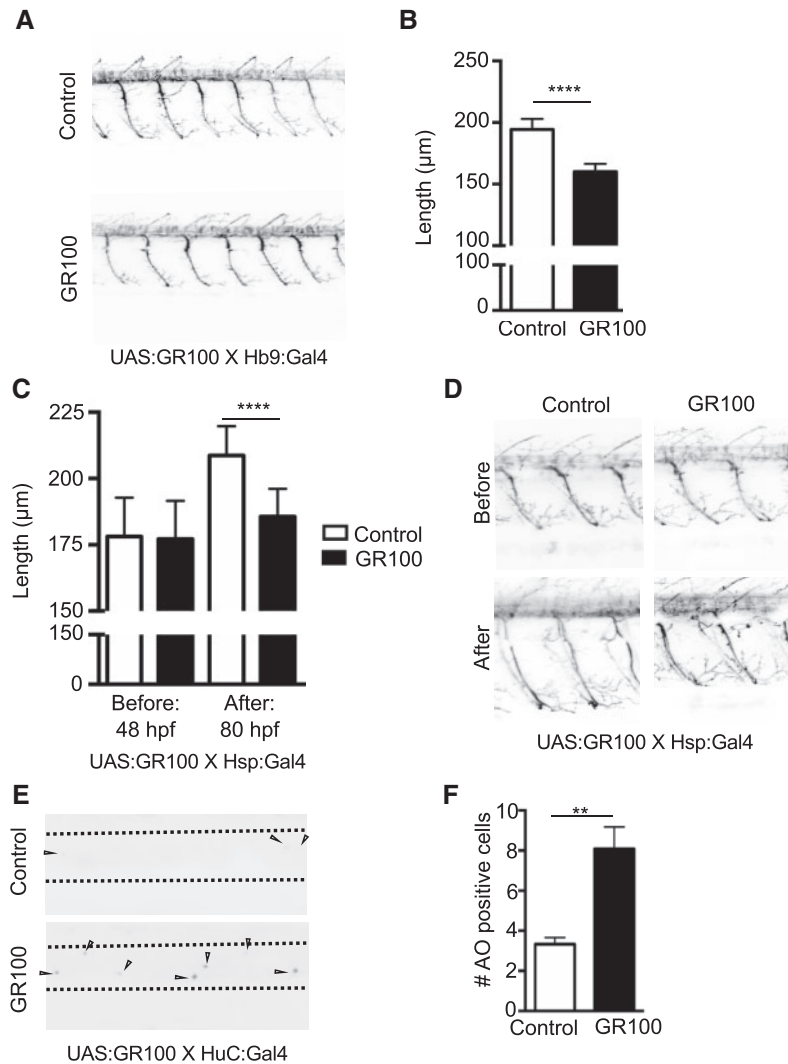 A
Control
GR100
UAS:GR100 X Hb9:Gal4
B
Length (µm)
250
200
150
100
100
0
****
Control GR100
C
Length (µm)
225
200
175
150
150
0
****
Control
GR100
Before: After:
48 hpf 80 hpf
UAS:GR100 X Hsp:Gal4
D
Control GR100
Before
After
UAS:GR100 X Hsp:Gal4
E
Control
GR100
UAS:GR100 X HuC:Gal4
F
# AO positive cells
10
8
6
4
2
0
**
Control GR100